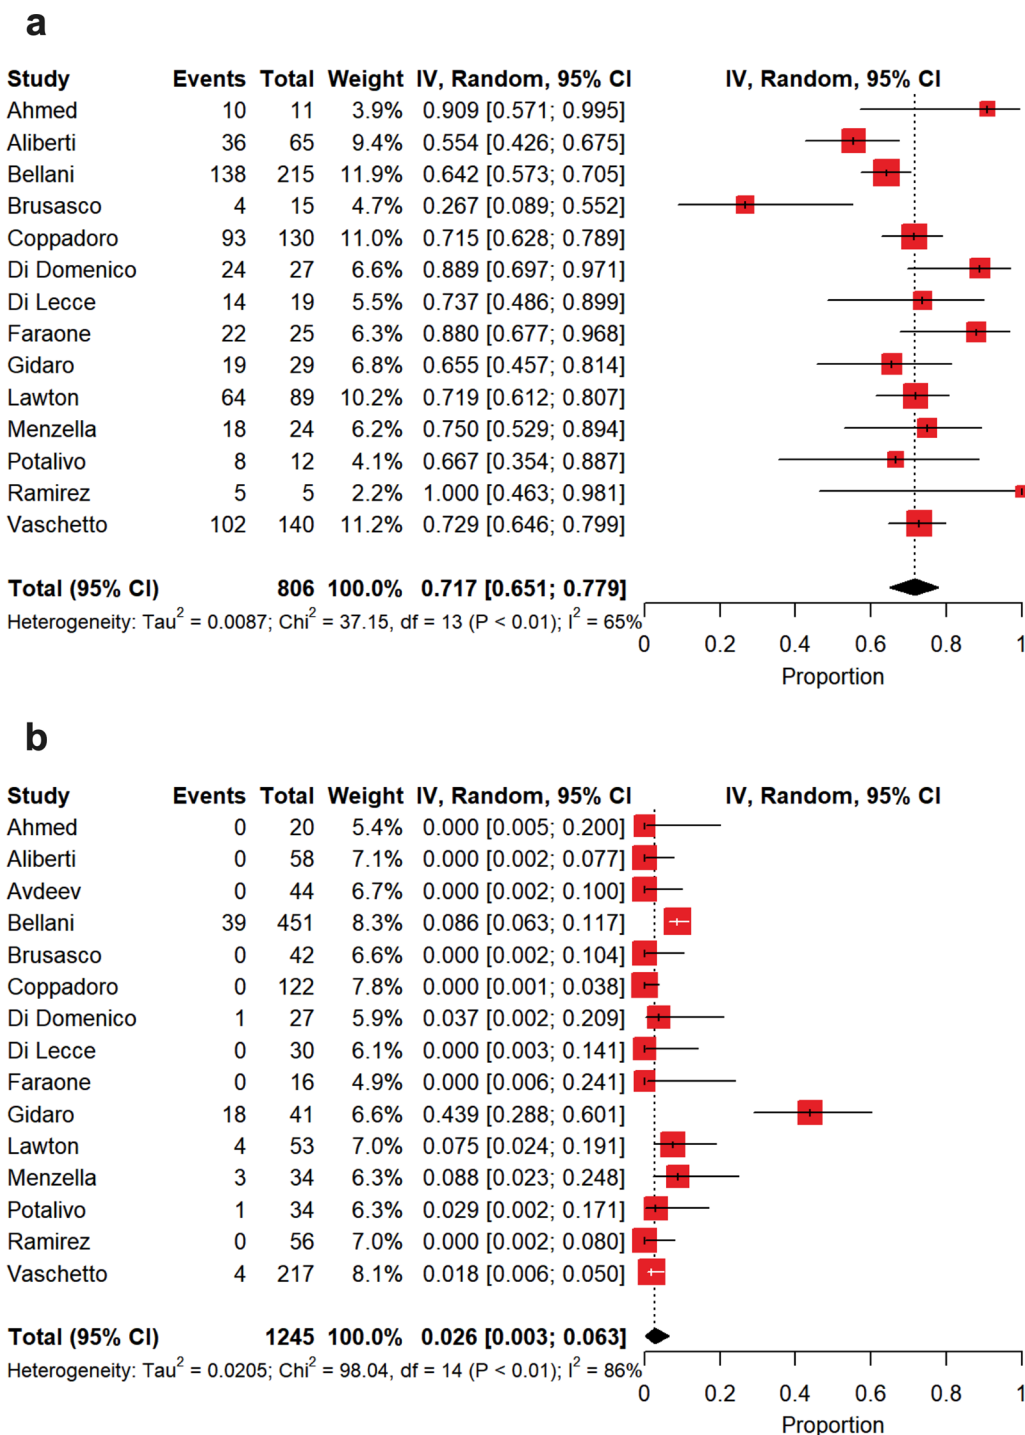 a
Study Events Total Weight IV, Random, 95% CI IV, Random, 95% CI
Ahmed 10 11 3.9% 0.909 [0.571; 0.995]
Aliberti 36 65 9.4% 0.554 [0.426; 0.675]
Bellani 138 215 11.9% 0.642 [0.573; 0.705]
Brusasco 4 15 4.7% 0.267 [0.089; 0.552]
Coppadoro 93 130 11.0% 0.715 [0.628; 0.789]
Di Domenico 24 27 6.6% 0.889 [0.697; 0.971]
Di Lecce 14 19 5.5% 0.737 [0.486; 0.899]
Faraone 22 25 6.3% 0.880 [0.677; 0.968]
Gidaro 19 29 6.8% 0.655 [0.457; 0.814]
Lawton 64 89 10.2% 0.719 [0.612; 0.807]
Menzella 18 24 6.2% 0.750 [0.529; 0.894]
Potalivo 8 12 4.1% 0.667 [0.354; 0.887]
Ramirez 5 5 2.2% 1.000 [0.463; 0.981]
Vaschetto 102 140 11.2% 0.729 [0.646; 0.799]
Total (95% CI) 806 100.0% 0.717 [0.651; 0.779]
Heterogeneity: Tau² = 0.0087; Chi² = 37.15, df = 13 (P < 0.01); I² = 65%
0 0.2 0.4 0.6 0.8 1
Proportion
b
Study Events Total Weight IV, Random, 95% CI IV, Random, 95% CI
Ahmed 0 20 5.4% 0.000 [0.005; 0.200]
Aliberti 0 58 7.1% 0.000 [0.002; 0.077]
Avdeev 0 44 6.7% 0.000 [0.002; 0.100]
Bellani 39 451 8.3% 0.086 [0.063; 0.117]
Brusasco 0 42 6.6% 0.000 [0.002; 0.104]
Coppadoro 0 122 7.8% 0.000 [0.001; 0.038]
Di Domenico 1 27 5.9% 0.037 [0.002; 0.209]
Di Lecce 0 30 6.1% 0.000 [0.003; 0.141]
Faraone 0 16 4.9% 0.000 [0.006; 0.241]
Gidaro 18 41 6.6% 0.439 [0.288; 0.601]
Lawton 4 53 7.0% 0.075 [0.024; 0.191]
Menzella 3 34 6.3% 0.088 [0.023; 0.248]
Potalivo 1 34 6.3% 0.029 [0.002; 0.171]
Ramirez 0 56 7.0% 0.000 [0.002; 0.080]
Vaschetto 4 217 8.1% 0.018 [0.006; 0.050]
Total (95% CI) 1245 100.0% 0.026 [0.003; 0.063]
Heterogeneity: Tau² = 0.0205; Chi² = 98.04, df = 14 (P < 0.01); I² = 86%
0 0.2 0.4 0.6 0.8 1
Proportion